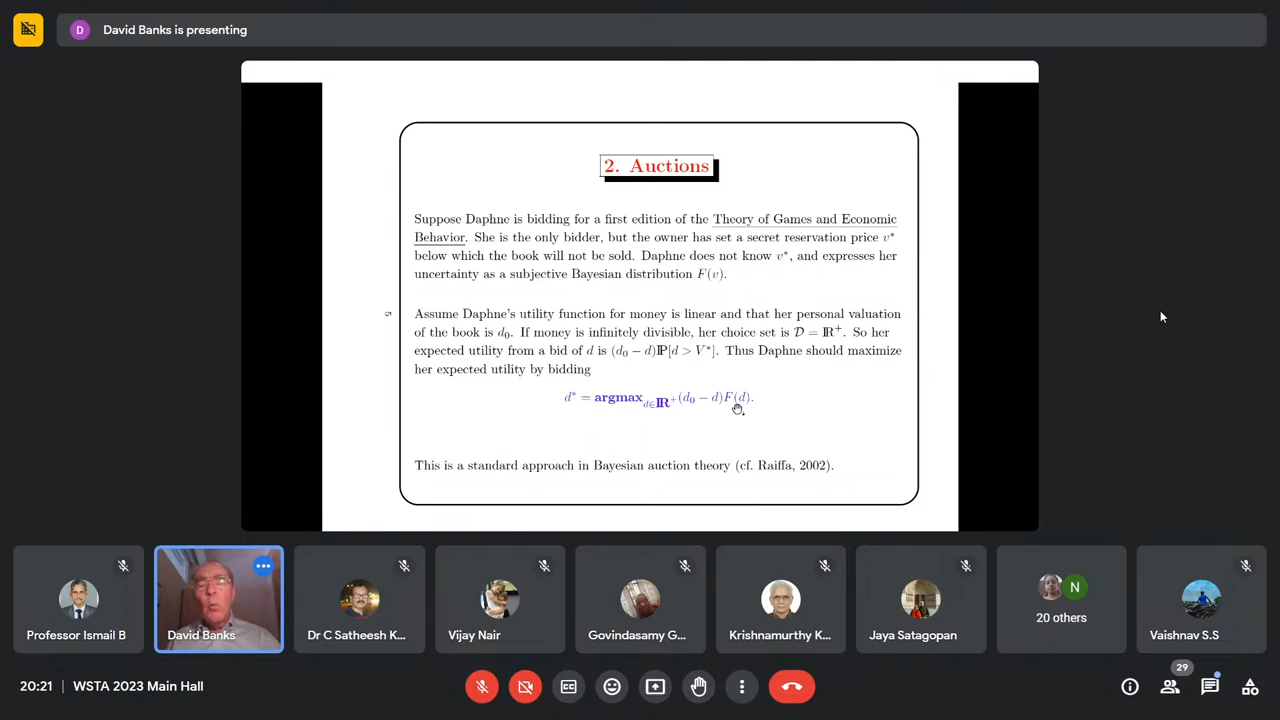 D
David Banks is presenting
2. Auctions
Suppose Daphne is bidding for a first edition of the Theory of Games and Economic
Behavior. She is the only bidder, but the owner has set a secret reservation price v*
below which the book will not be sold. Daphne does not know v*, and expresses her
uncertainty as a subjective Bayesian distribution F(v).
Assume Daphne's utility function for money is linear and that her personal valuation
of the book is d₀. If money is infinitely divisible, her choice set is 𝒟 = ℝ⁺. So her
expected utility from a bid of d is (d₀ − d)ℙ[d > V*]. Thus Daphne should maximize
her expected utility by bidding
d* = argmax_{d∈ℝ⁺}(d₀ − d)F(d).
This is a standard approach in Bayesian auction theory (cf. Raiffa, 2002).
Professor Ismail B
David Banks
Dr C Satheesh K...
Vijay Nair
Govindasamy G...
Krishnamurthy K...
Jaya Satagopan
N
20 others
Vaishnav S.S
20:21 | WSTA 2023 Main Hall
29